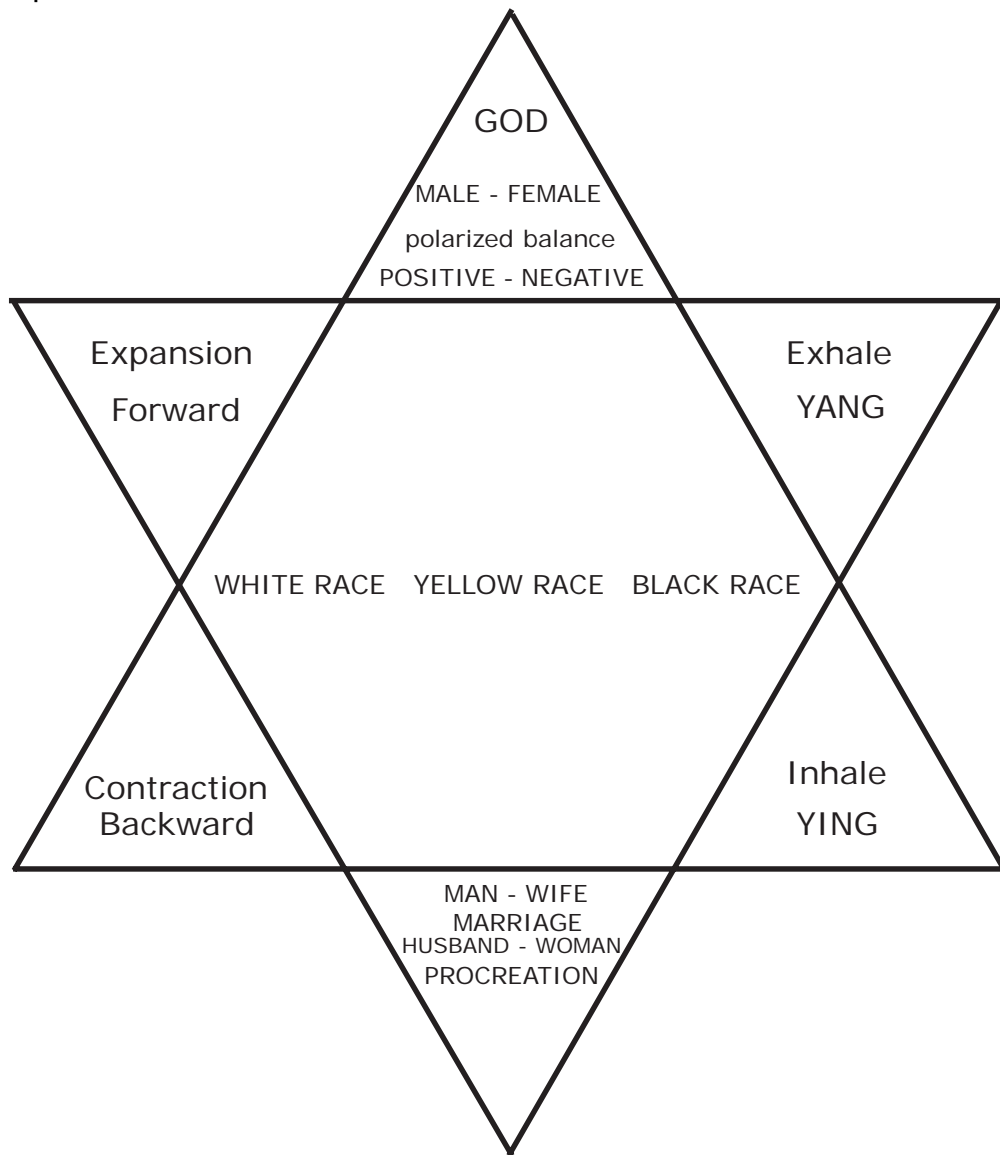 GOD
MALE - FEMALE
polarized balance
POSITIVE - NEGATIVE
Expansion
Forward
Exhale
YANG
WHITE RACE YELLOW RACE BLACK RACE
Contraction
Backward
Inhale
YING
MAN - WIFE
MARRIAGE
HUSBAND - WOMAN
PROCREATION